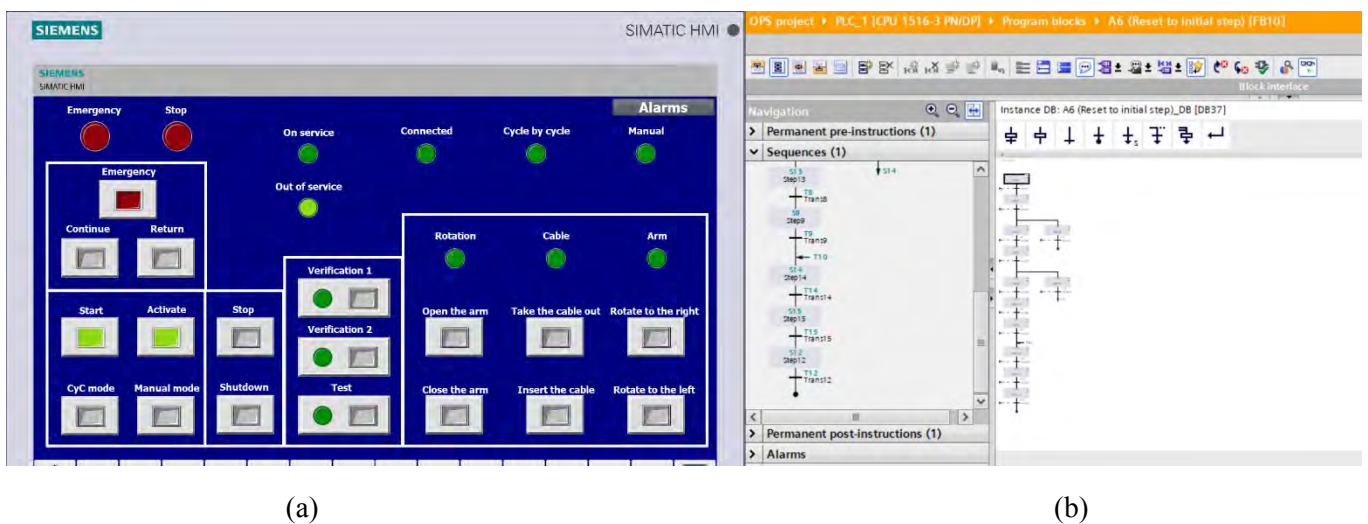 SIEMENS
SIMATIC HMI
SIEMENS
SIMATIC HMI
Alarms
Emergency
Stop
On service
Connected
Cycle by cycle
Manual
Emergency
Out of service
Continue
Return
Rotation
Cable
Arm
Verification 1
Start
Activate
Stop
Open the arm
Take the cable out
Rotate to the right
Verification 2
CyC mode
Manual mode
Shutdown
Test
Close the arm
Insert the cable
Rotate to the left
(a)
OPS project
PLC_1 [CPU 1516-3 PN/DP]
Program blocks
A6 (Reset to initial step) [FB10]
Block interface
Navigation
Instance DB: A6 (Reset to initial step)_DB [DB37]
Permanent pre-instructions (1)
Sequences (1)
S13
Step13
S14
T8
Trans8
Step9
T9
Trans9
T10
S14
Step14
T14
Trans14
S15
Step15
T15
Trans15
S12
Step12
T12
Trans12
Permanent post-instructions (1)
Alarms
(b)